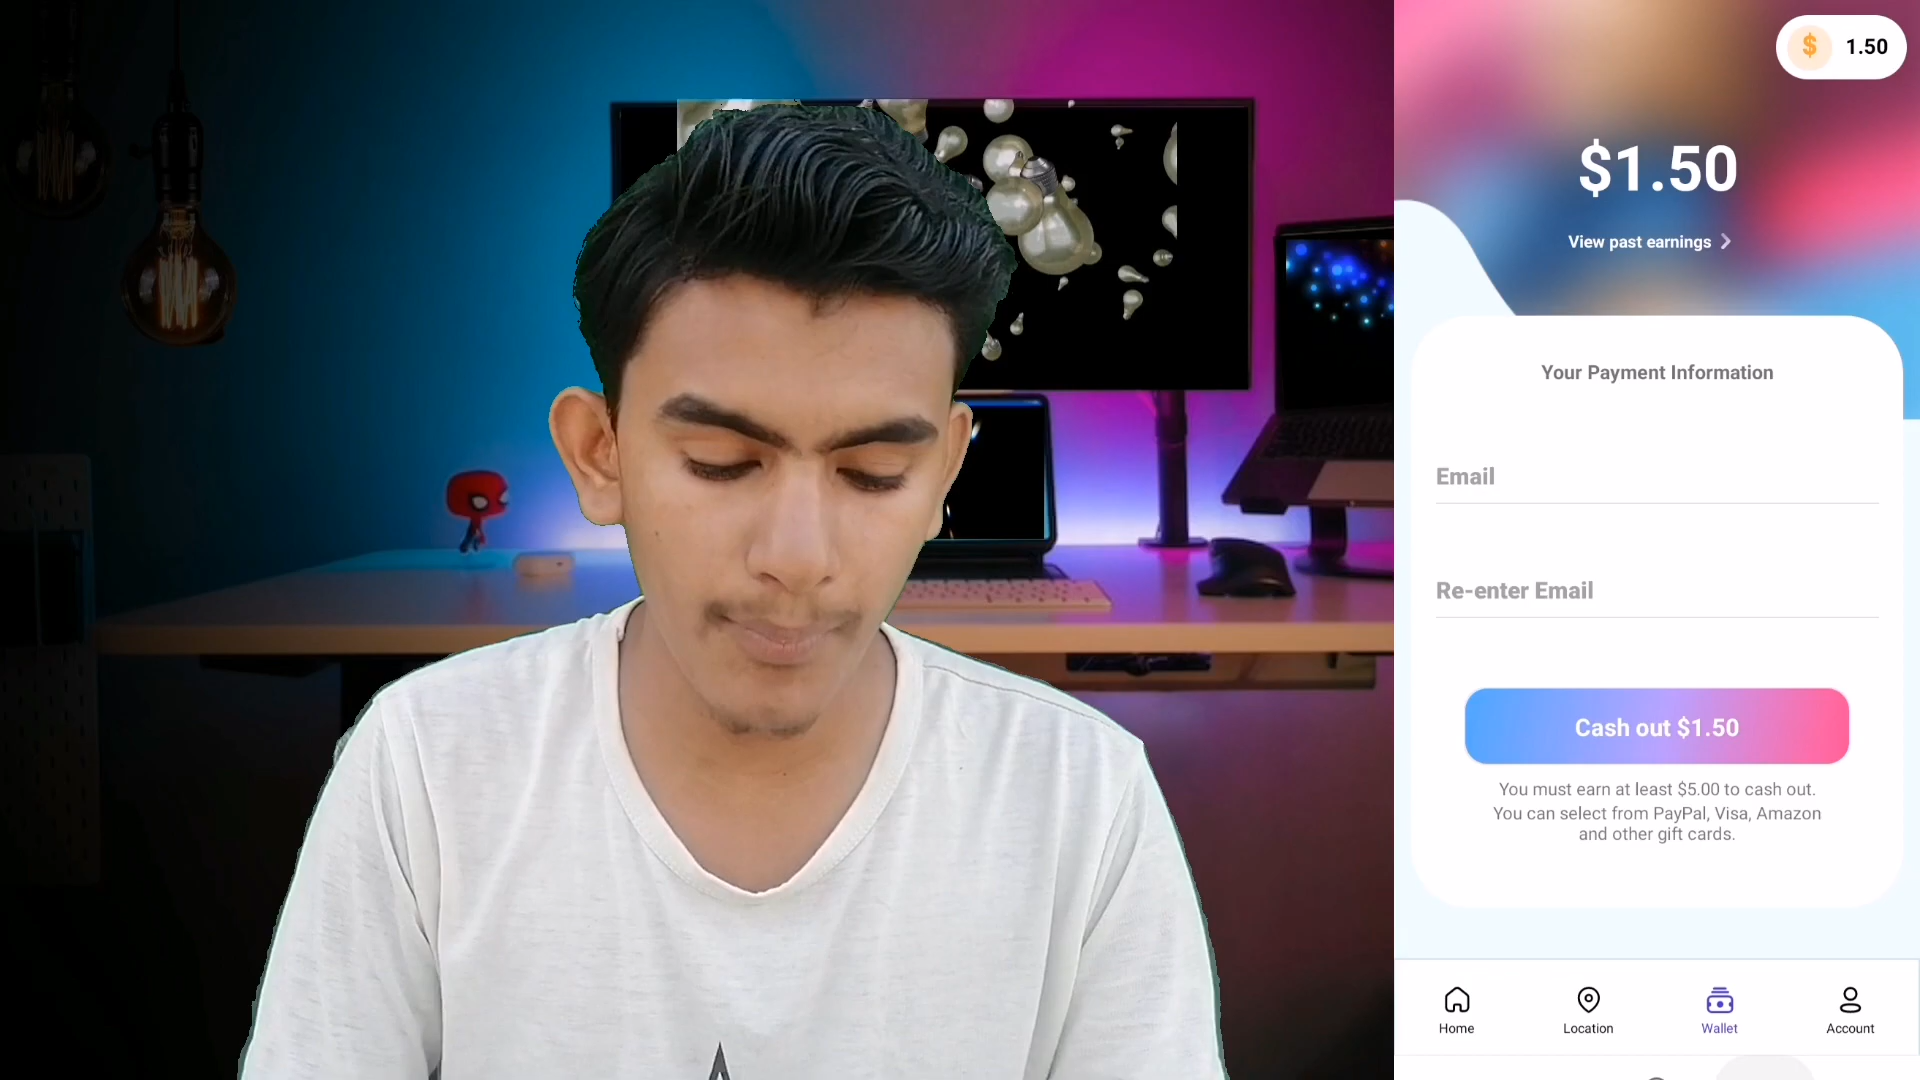 $ 1.50
$1.50
View past earnings
Your Payment Information
Email
Re-enter Email
Cash out $1.50
You must earn at least $5.00 to cash out.
You can select from PayPal, Visa, Amazon
and other gift cards.
Home Location Wallet Account